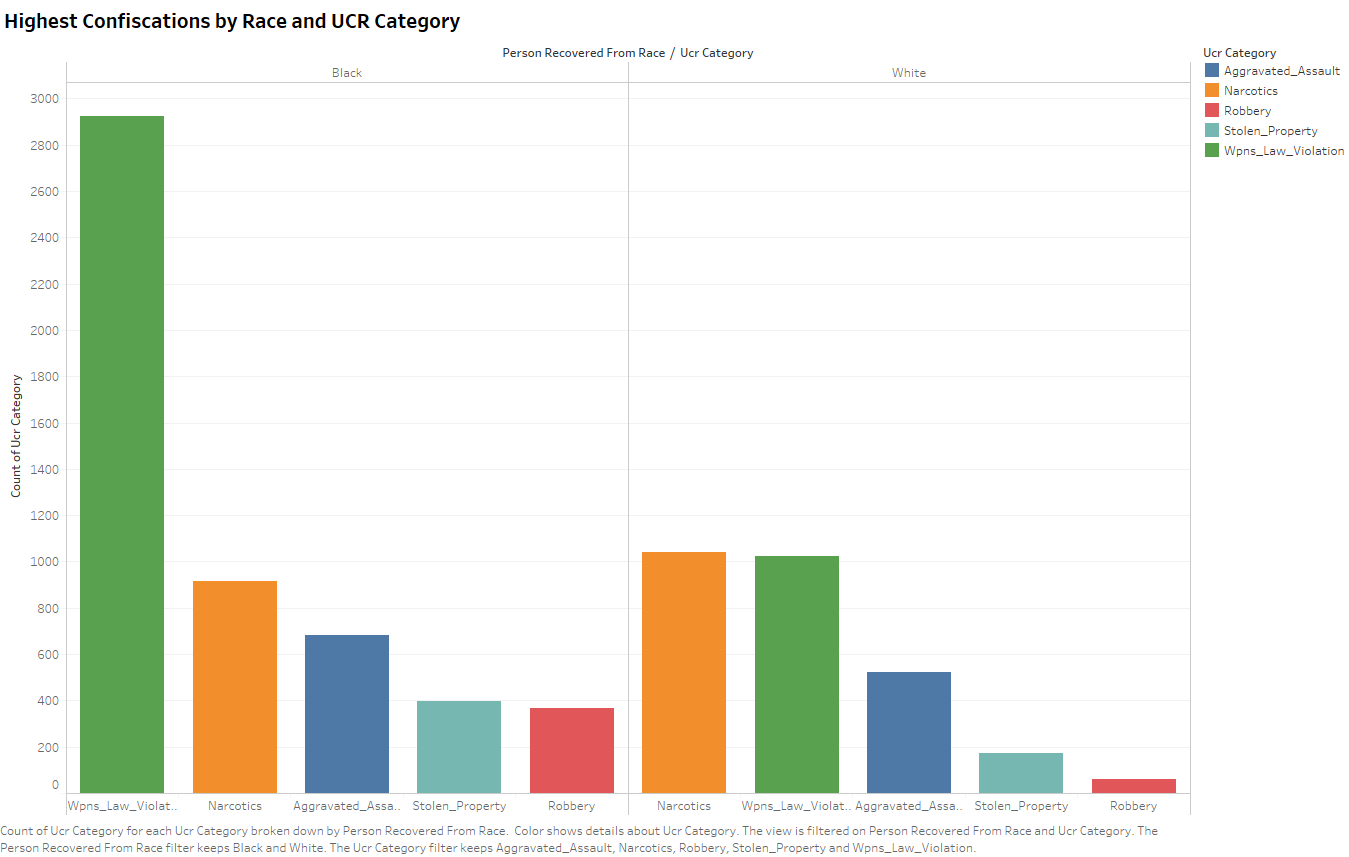 Highest Confiscations by Race and UCR Category
Person Recovered From Race / Ucr Category
Black
White
3000
2800
2600
2400
2200
2000
1800
1600
1400
1200
1000
800
600
400
200
0
Count of Ucr Category
Wpns_Law_Violat..
Narcotics
Aggravated_Assa..
Stolen_Property
Robbery
Narcotics
Wpns_Law_Violat..
Aggravated_Assa..
Stolen_Property
Robbery
Ucr Category
Aggravated_Assault
Narcotics
Robbery
Stolen_Property
Wpns_Law_Violation
Count of Ucr Category for each Ucr Category broken down by Person Recovered From Race.  Color shows details about Ucr Category. The view is filtered on Person Recovered From Race and Ucr Category. The
Person Recovered From Race filter keeps Black and White. The Ucr Category filter keeps Aggravated_Assault, Narcotics, Robbery, Stolen_Property and Wpns_Law_Violation.